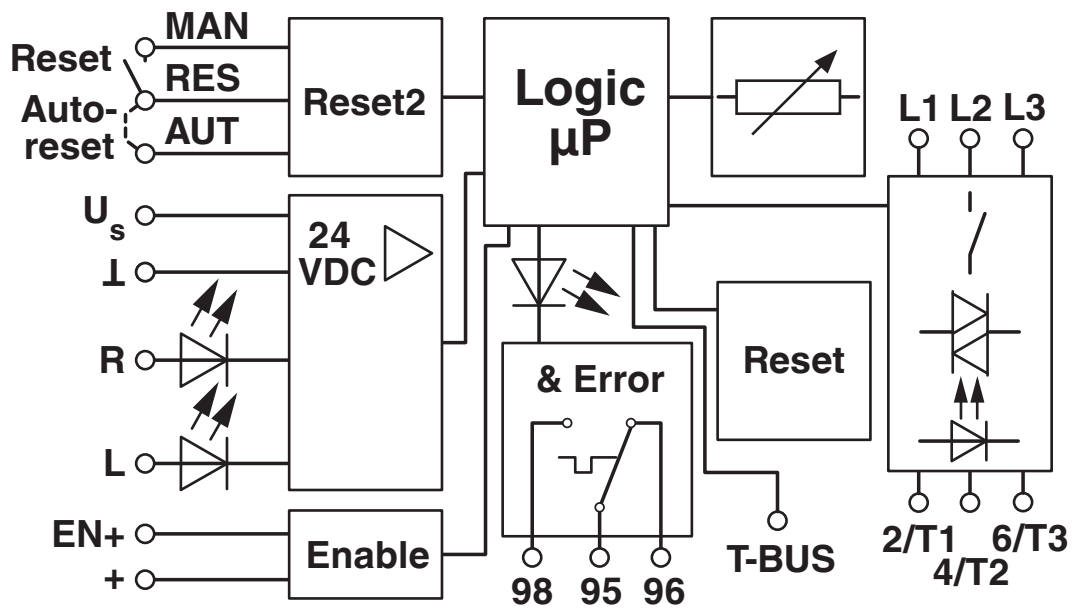 MAN
Reset
RES
Auto-
reset
AUT
Reset2
Logic
µP
L1 L2 L3
Us
⊥
24
VDC
R
L
& Error
Reset
EN+
+
Enable
98 95 96
T-BUS
2/T1 6/T3
4/T2